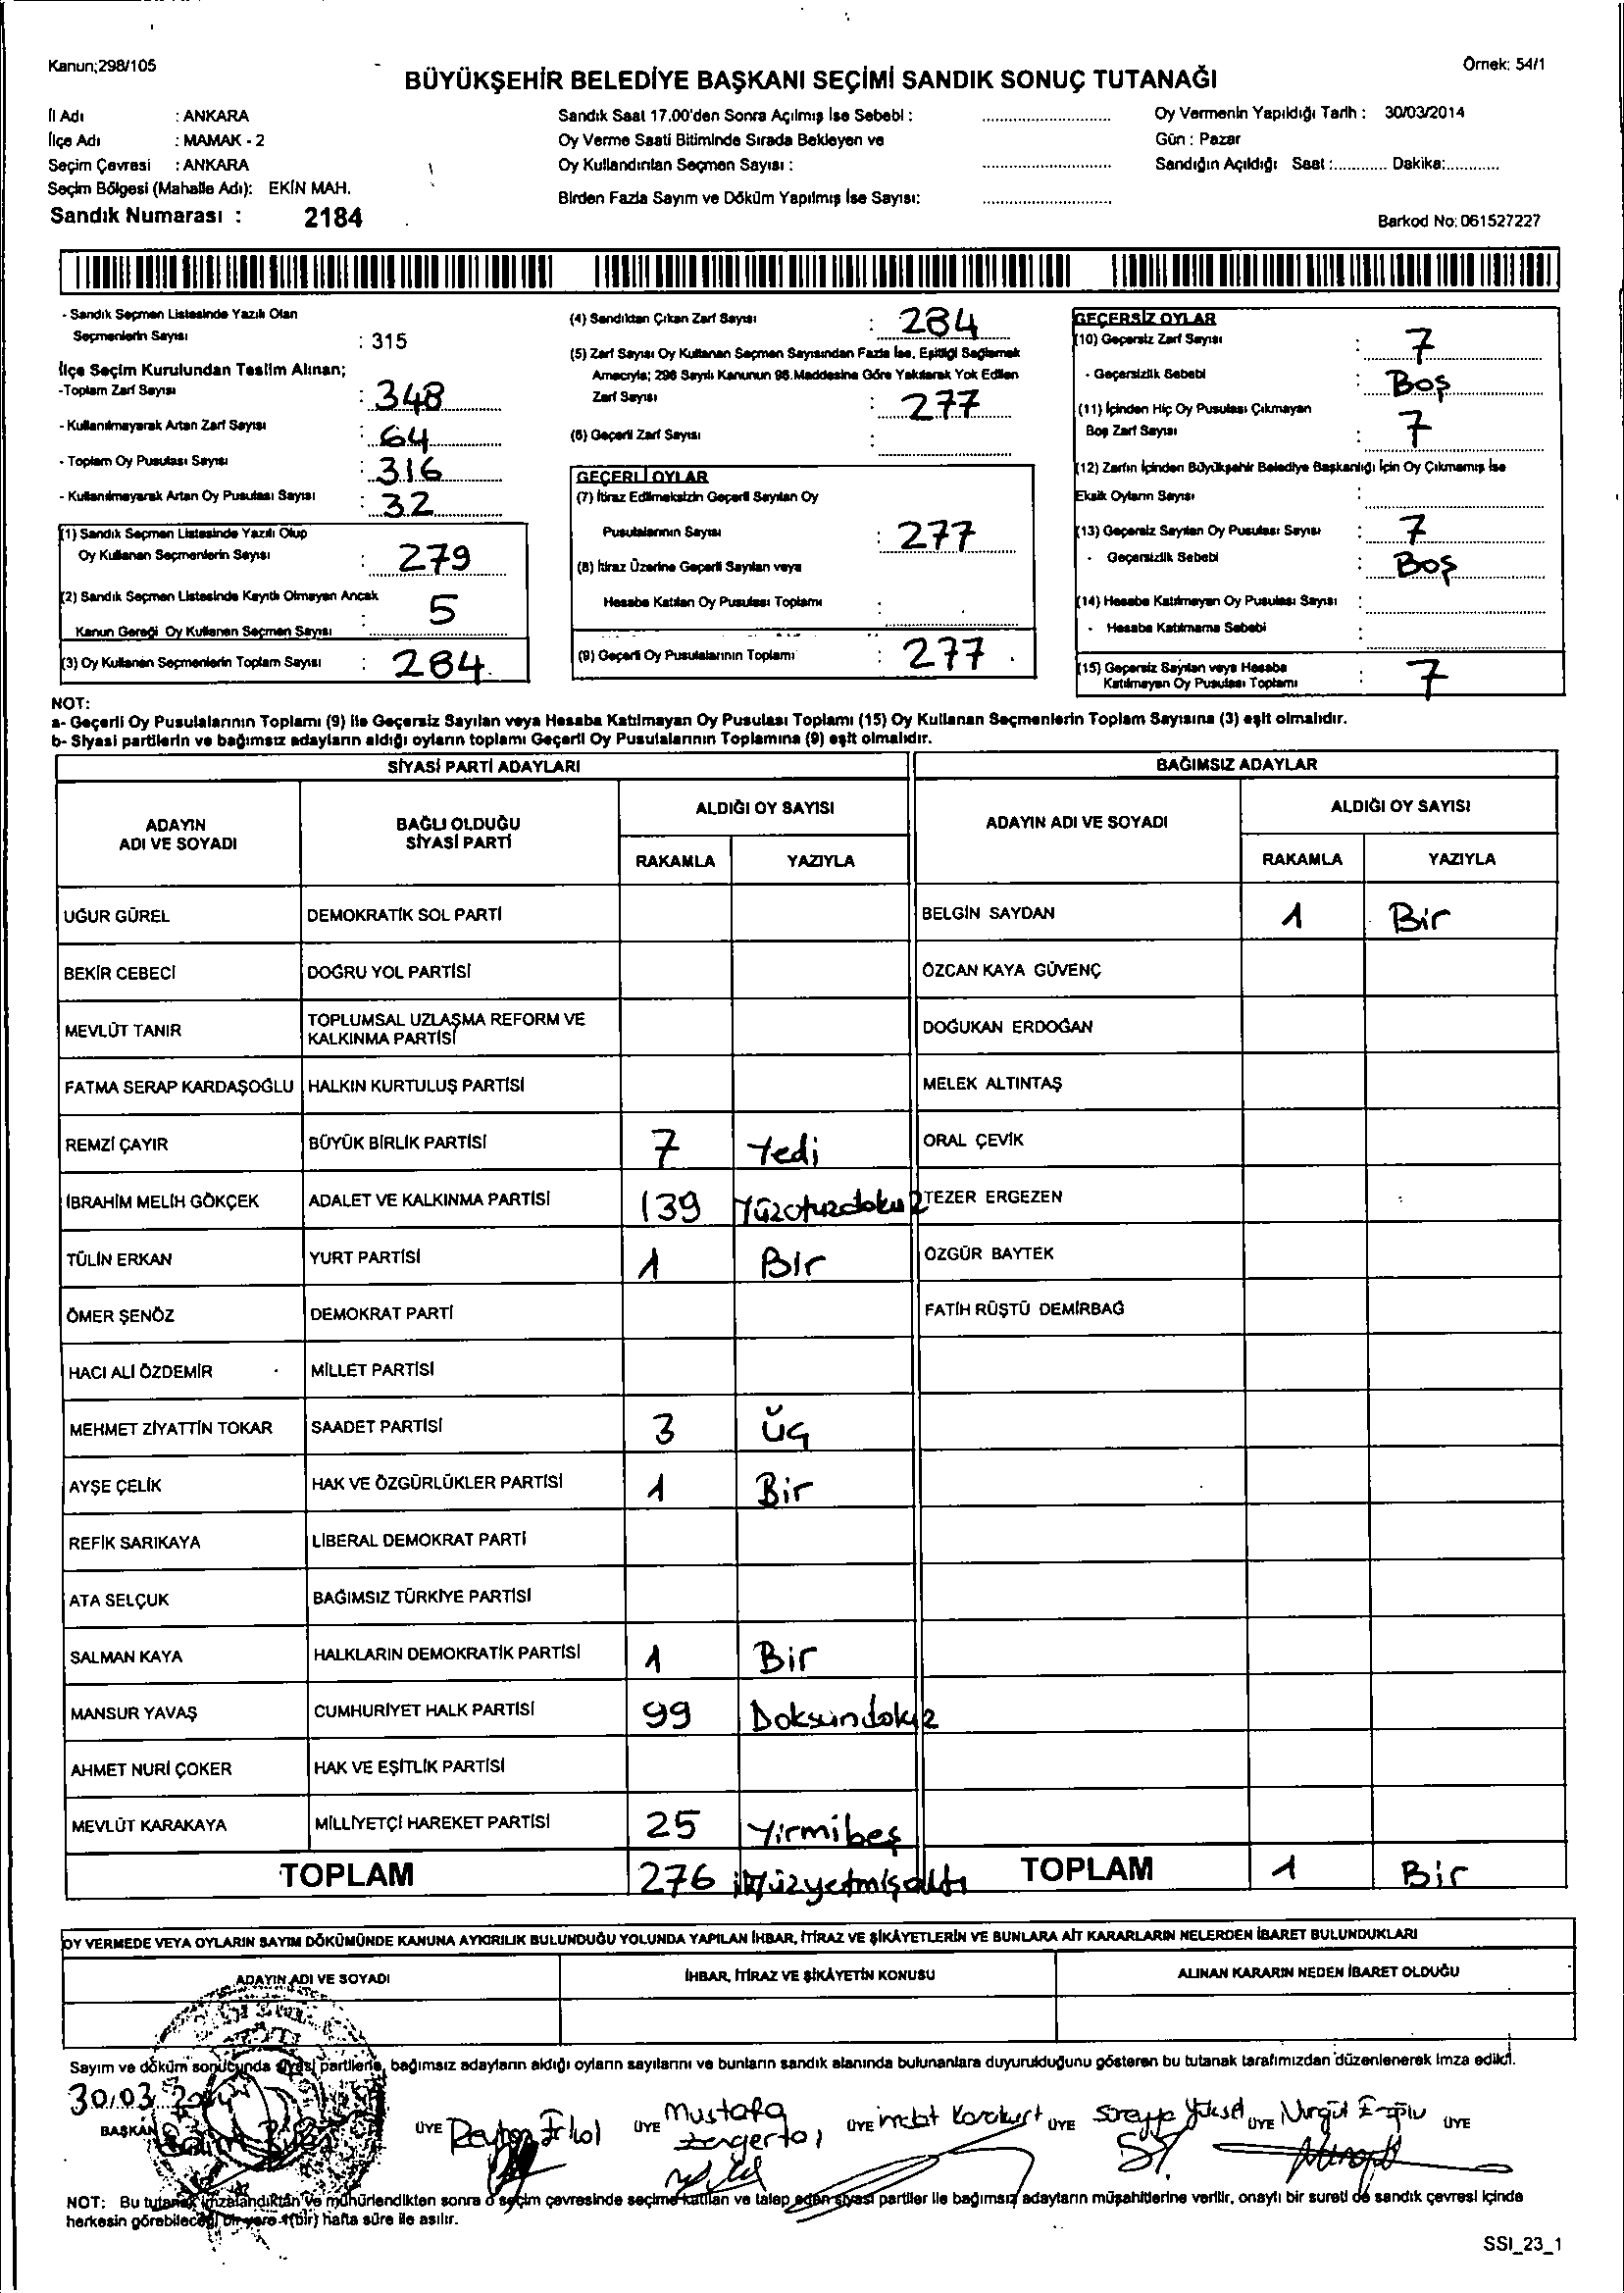 Kanun;298/105
Örnek: 54/1
BÜYÜKŞEHİR BELEDİYE BAŞKANI SEÇİMİ SANDIK SONUÇ TUTANAĞI
İl Adı : ANKARA
İlçe Adı : MAMAK - 2
Seçim Çevresi : ANKARA
Seçim Bölgesi (Mahalle Adı): EKİN MAH.
Sandık Numarası : 2184
Sandık Saat 17.00'den Sonra Açılmış İse Sebebi :
Oy Verme Saati Bitiminde Sırada Bekleyen ve
Oy Kullandırılan Seçmen Sayısı :
Birden Fazla Sayım ve Döküm Yapılmış İse Sayısı:
Oy Vermenin Yapıldığı Tarih : 30/03/2014
Gün : Pazar
Sandığın Açıldığı Saat :............. Dakika:.............
Barkod No: 061527227
- Sandık Seçmen Listesinde Yazılı Olan
Seçmenlerin Sayısı : 315
İlçe Seçim Kurulundan Teslim Alınan;
-Toplam Zarf Sayısı : 348
- Kullanılmayarak Artan Zarf Sayısı : 64
- Toplam Oy Pusulası Sayısı : 316
- Kullanılmayarak Artan Oy Pusulası Sayısı : 32
(1) Sandık Seçmen Listesinde Yazılı Olup
Oy Kullanan Seçmenlerin Sayısı : 279
(2) Sandık Seçmen Listesinde Kayıtlı Olmayan Ancak
Kanun Gereği Oy Kullanan Seçmen Sayısı : 5
(3) Oy Kullanan Seçmenlerin Toplam Sayısı : 284
(4) Sandıktan Çıkan Zarf Sayısı : 284
(5) Zarf Sayısı Oy Kullanan Seçmen Sayısından Fazla İse, Eşitliği Sağlamak
Amacıyla; 298 Sayılı Kanunun 98.Maddesine Göre Yakılarak Yok Edilen
Zarf Sayısı : 277
(6) Geçerli Zarf Sayısı :
GEÇERLİ OYLAR
(7) İtiraz Edilmeksizin Geçerli Sayılan Oy
Pusulalarının Sayısı : 277
(8) İtiraz Üzerine Geçerli Sayılan veya
Hesaba Katılan Oy Pusulası Toplamı :
(9) Geçerli Oy Pusulalarının Toplamı : 277
GEÇERSİZ OYLAR
(10) Geçersiz Zarf Sayısı : 7
- Geçersizlik Sebebi : Boş
(11) İçinden Hiç Oy Pusulası Çıkmayan
Boş Zarf Sayısı : 7
(12) Zarfın İçinden Büyükşehir Belediye Başkanlığı İçin Oy Çıkmamış İse
Eksik Oyların Sayısı :
(13) Geçersiz Sayılan Oy Pusulası Sayısı : 7
- Geçersizlik Sebebi : Boş
(14) Hesaba Katılmayan Oy Pusulası Sayısı :
- Hesaba Katılmama Sebebi :
(15) Geçersiz Sayılan veya Hesaba
Katılmayan Oy Pusulası Toplamı : 7
NOT:
a- Geçerli Oy Pusulalarının Toplamı (9) İle Geçersiz Sayılan veya Hesaba Katılmayan Oy Pusulası Toplamı (15) Oy Kullanan Seçmenlerin Toplam Sayısına (3) eşit olmalıdır.
b- Siyasi partilerin ve bağımsız adayların aldığı oyların toplamı Geçerli Oy Pusulalarının Toplamına (9) eşit olmalıdır.
SİYASİ PARTİ ADAYLARI
BAĞIMSIZ ADAYLAR
ADAYIN ADI VE SOYADI
BAĞLI OLDUĞU SİYASİ PARTİ
ALDIĞI OY SAYISI
RAKAMLA YAZIYLA
ADAYIN ADI VE SOYADI
ALDIĞI OY SAYISI
RAKAMLA YAZIYLA
UĞUR GÜREL DEMOKRATİK SOL PARTİ BELGİN SAYDAN 1 Bir
BEKİR CEBECİ DOĞRU YOL PARTİSİ ÖZCAN KAYA GÜVENÇ
MEVLÜT TANIR TOPLUMSAL UZLAŞMA REFORM VE KALKINMA PARTİSİ DOĞUKAN ERDOĞAN
FATMA SERAP KARDAŞOĞLU HALKIN KURTULUŞ PARTİSİ MELEK ALTINTAŞ
REMZİ ÇAYIR BÜYÜK BİRLİK PARTİSİ 7 Yedi ORAL ÇEVİK
İBRAHİM MELİH GÖKÇEK ADALET VE KALKINMA PARTİSİ 139 Yüzotuzdokuz TEZER ERGEZEN
TÜLİN ERKAN YURT PARTİSİ 1 Bir ÖZGÜR BAYTEK
ÖMER ŞENÖZ DEMOKRAT PARTİ FATİH RÜŞTÜ DEMİRBAĞ
HACI ALİ ÖZDEMİR MİLLET PARTİSİ
MEHMET ZİYATTİN TOKAR SAADET PARTİSİ 3 Üç
AYŞE ÇELİK HAK VE ÖZGÜRLÜKLER PARTİSİ 1 Bir
REFİK SARIKAYA LİBERAL DEMOKRAT PARTİ
ATA SELÇUK BAĞIMSIZ TÜRKİYE PARTİSİ
SALMAN KAYA HALKLARIN DEMOKRATİK PARTİSİ 1 Bir
MANSUR YAVAŞ CUMHURİYET HALK PARTİSİ 99 Doksandokuz
AHMET NURİ ÇOKER HAK VE EŞİTLİK PARTİSİ
MEVLÜT KARAKAYA MİLLİYETÇİ HAREKET PARTİSİ 25 Yirmibeş
TOPLAM 276 ikiyüzyetmişaltı TOPLAM 1 Bir
OY VERMEDE VEYA OYLARIN SAYIM DÖKÜMÜNDE KANUNA AYKIRILIK BULUNDUĞU YOLUNDA YAPILAN İHBAR, İTİRAZ VE ŞİKÂYETLERİN VE BUNLARA AİT KARARLARIN NELERDEN İBARET BULUNDUKLARI
ADAYIN ADI VE SOYADI İHBAR, İTİRAZ VE ŞİKÂYETİN KONUSU ALINAN KARARIN NEDEN İBARET OLDUĞU
Sayım ve döküm sonucunda siyasi partilerle, bağımsız adayların aldığı oyların sayılarını ve bunların sandık alanında bulunanlara duyurulduğunu gösteren bu tutanak tarafımızdan düzenlenerek imza edildi.
30/03/2014
BAŞKAN ÜYE ÜYE Mustafa ÜYE ÜYE ÜYE Nurgül ÜYE
NOT: Bu tutanak imzalandıktan ve mühürlendikten sonra o seçim çevresinde seçime katılan ve talep eden siyasi partiler ile bağımsız adayların müşahitlerine verilir, onaylı bir sureti de sandık çevresi içinde
herkesin görebileceği bir yere 1(bir) hafta süre ile asılır.
SSI_23_1